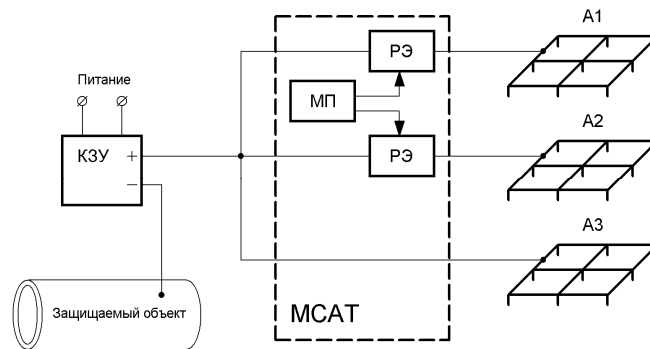 А1
РЭ
Питание
МП
А2
КЗУ
+
РЭ
−
А3
Защищаемый объект
МСАТ